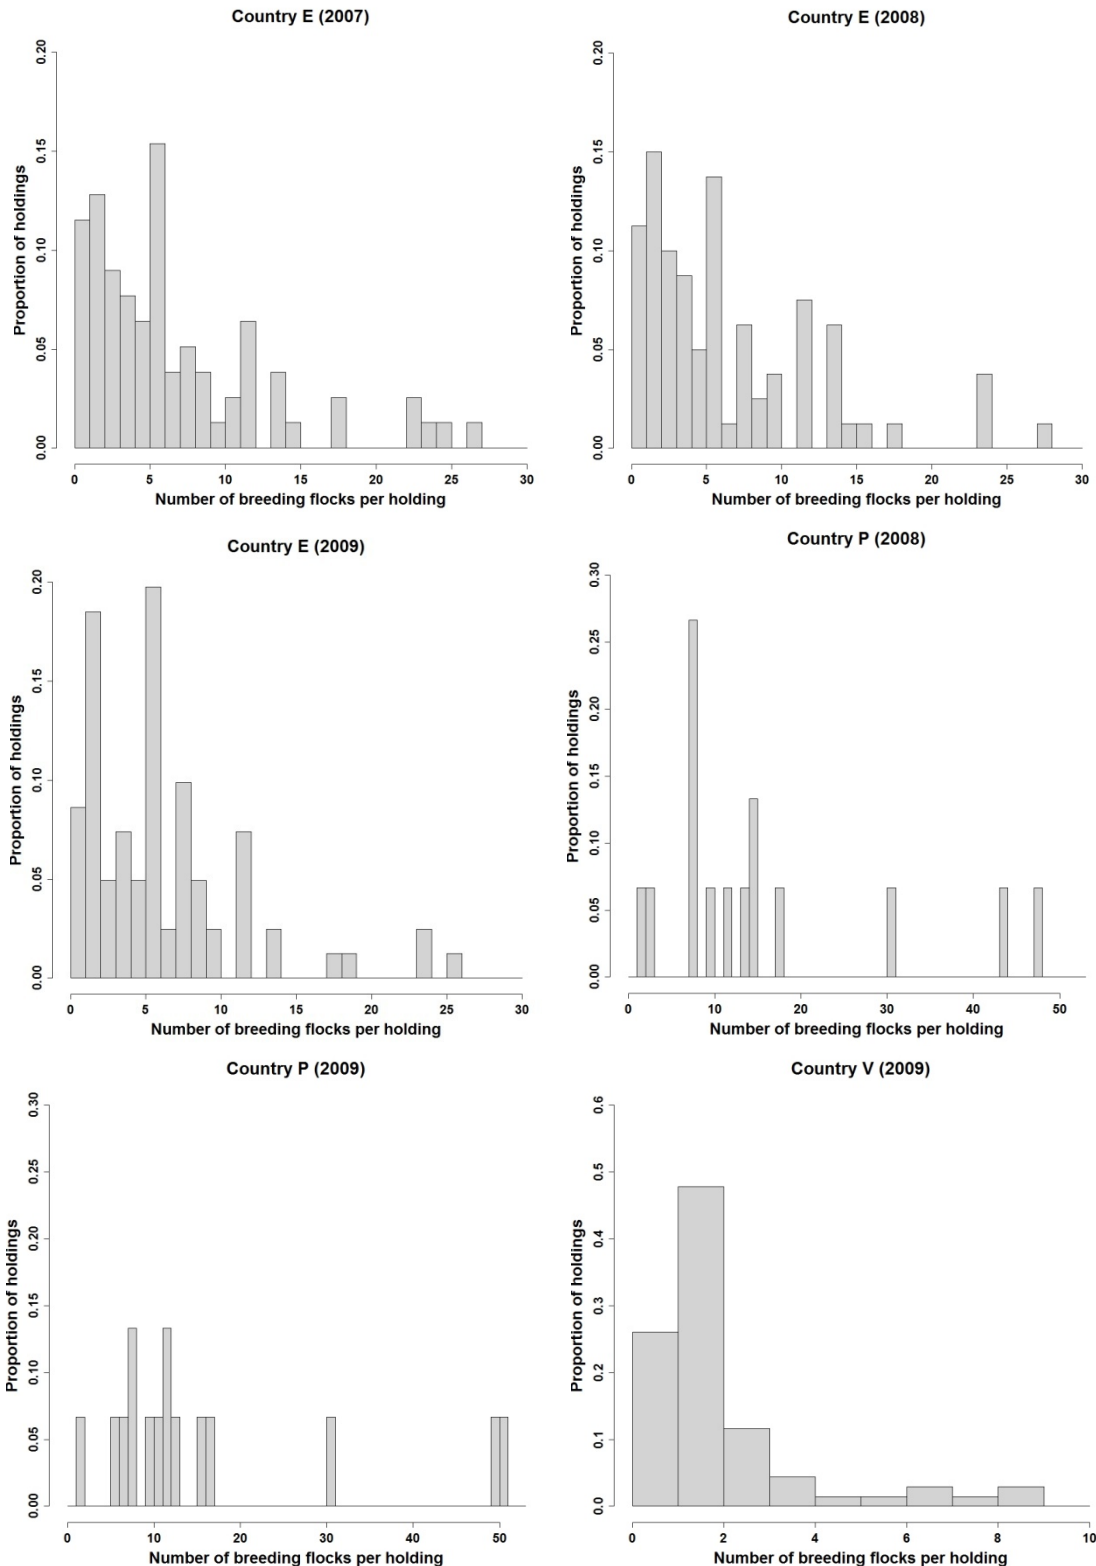 Country E (2007)
0.20
0.15
0.10
0.05
0.00
Proportion of holdings
0 5 10 15 20 25 30
Number of breeding flocks per holding
Country E (2008)
0.20
0.15
0.10
0.05
0.00
Proportion of holdings
0 5 10 15 20 25 30
Number of breeding flocks per holding
Country E (2009)
0.20
0.15
0.10
0.05
0.00
Proportion of holdings
0 5 10 15 20 25 30
Number of breeding flocks per holding
Country P (2008)
0.30
0.25
0.20
0.15
0.10
0.05
0.00
Proportion of holdings
0 10 20 30 40 50
Number of breeding flocks per holding
Country P (2009)
0.30
0.25
0.20
0.15
0.10
0.05
0.00
Proportion of holdings
0 10 20 30 40 50
Number of breeding flocks per holding
Country V (2009)
0.6
0.5
0.4
0.3
0.2
0.1
0.0
Proportion of holdings
0 2 4 6 8 10
Number of breeding flocks per holding